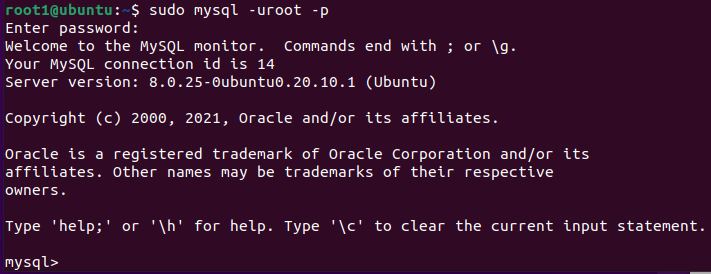 root1@ubuntu:~$ sudo mysql -uroot -p
Enter password:
Welcome to the MySQL monitor.  Commands end with ; or \g.
Your MySQL connection id is 14
Server version: 8.0.25-0ubuntu0.20.10.1 (Ubuntu)

Copyright (c) 2000, 2021, Oracle and/or its affiliates.

Oracle is a registered trademark of Oracle Corporation and/or its
affiliates. Other names may be trademarks of their respective
owners.

Type 'help;' or '\h' for help. Type '\c' to clear the current input statement.

mysql>